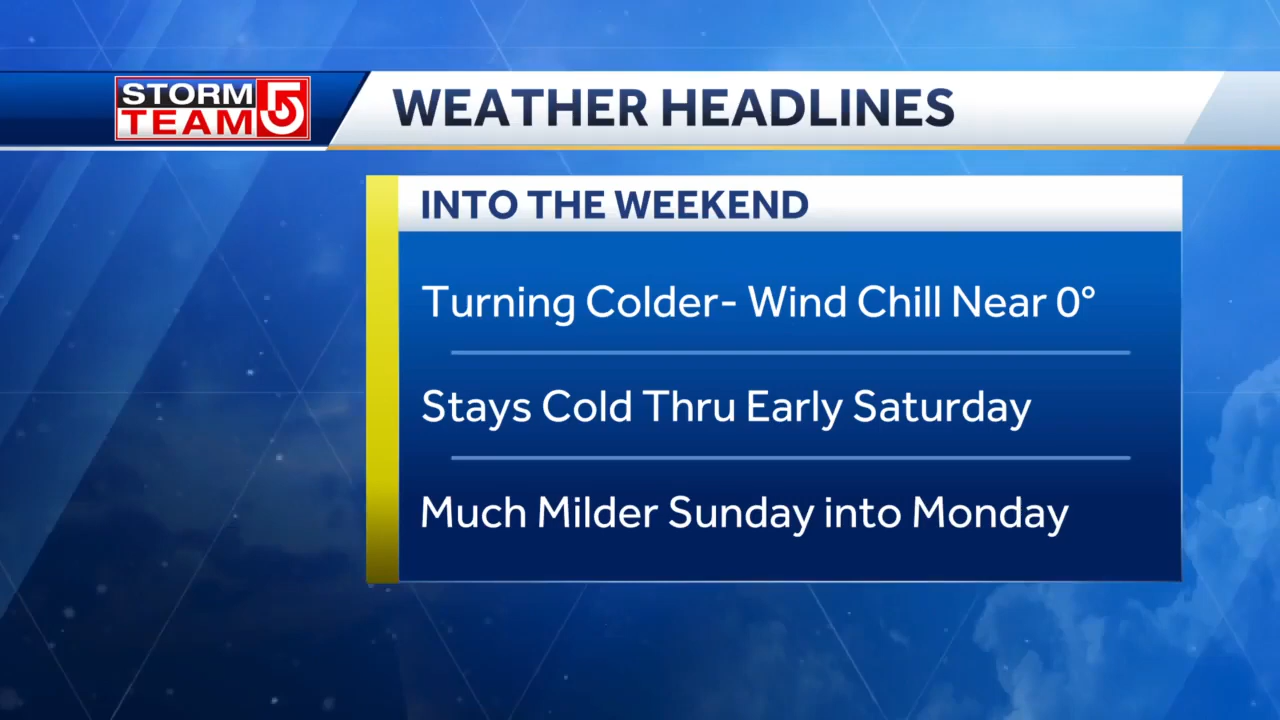 STORM
TEAM 5
WEATHER HEADLINES
INTO THE WEEKEND
Turning Colder- Wind Chill Near 0°
Stays Cold Thru Early Saturday
Much Milder Sunday into Monday